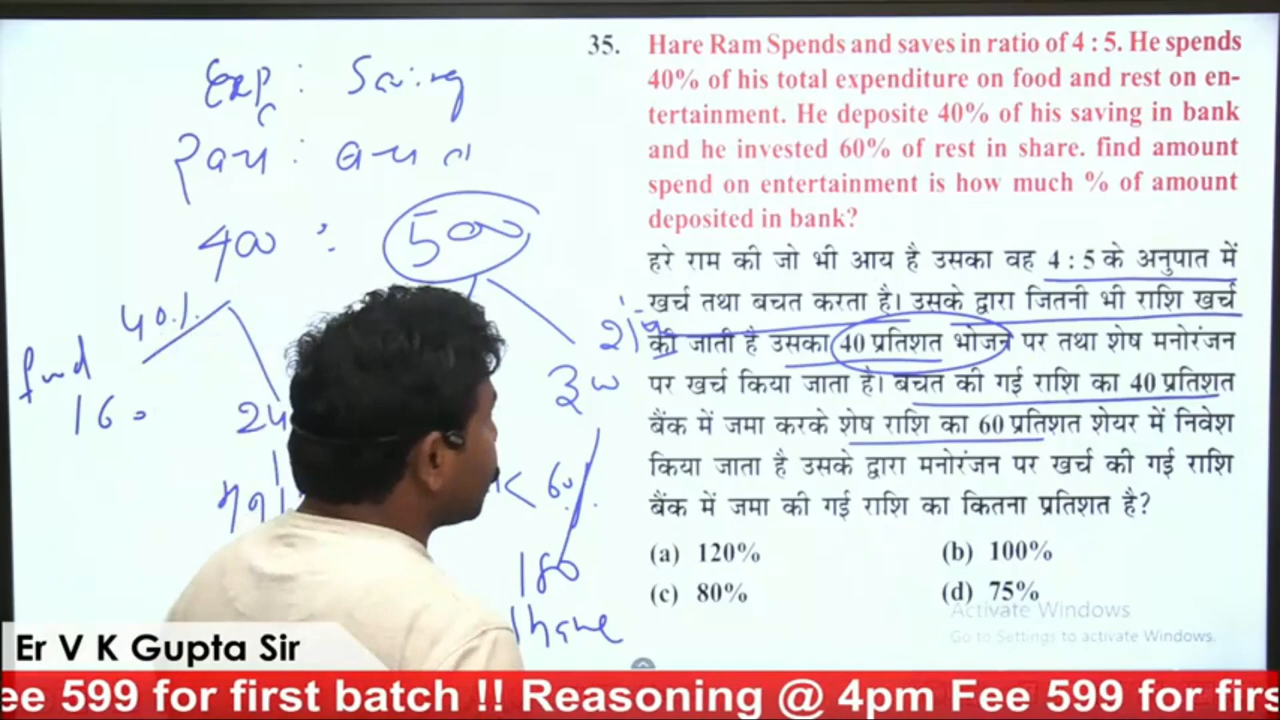 Exp : Saving
400 : 500
40%
food
160
60%
180
Share
35. Hare Ram Spends and saves in ratio of 4 : 5. He spends
40% of his total expenditure on food and rest on en-
tertainment. He deposite 40% of his saving in bank
and he invested 60% of rest in share. find amount
spend on entertainment is how much % of amount
deposited in bank?
हरे राम की जो भी आय है उसका वह 4 : 5 के अनुपात में
खर्च तथा बचत करता है। उसके द्वारा जितनी भी राशि खर्च
की जाती है उसका 40 प्रतिशत भोजन पर तथा शेष मनोरंजन
पर खर्च किया जाता है। बचत की गई राशि का 40 प्रतिशत
बैंक में जमा करके शेष राशि का 60 प्रतिशत शेयर में निवेश
किया जाता है उसके द्वारा मनोरंजन पर खर्च की गई राशि
बैंक में जमा की गई राशि का कितना प्रतिशत है?
(a) 120% (b) 100%
(c) 80% (d) 75%
Activate Windows
Go to Settings to activate Windows.
Er V K Gupta Sir
ee 599 for first batch !! Reasoning @ 4pm Fee 599 for firs